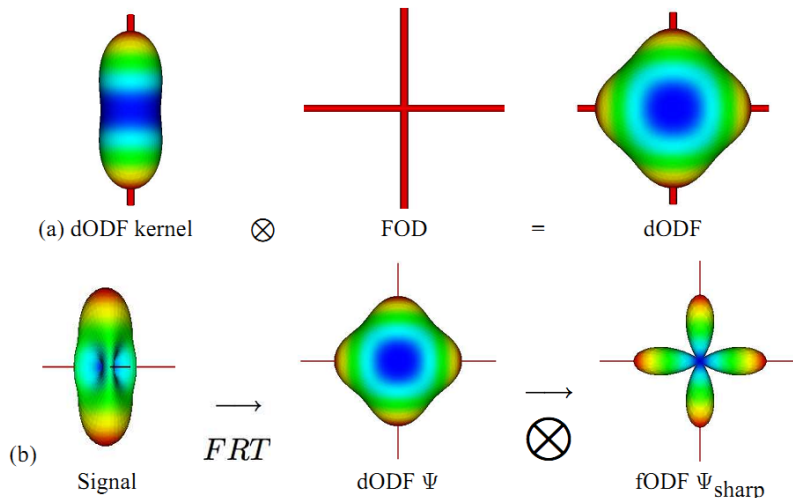 (a) dODF kernel ⊗ FOD = dODF
⟶ ⟶
FRT ⊗
(b)
Signal dODF Ψ fODF Ψsharp